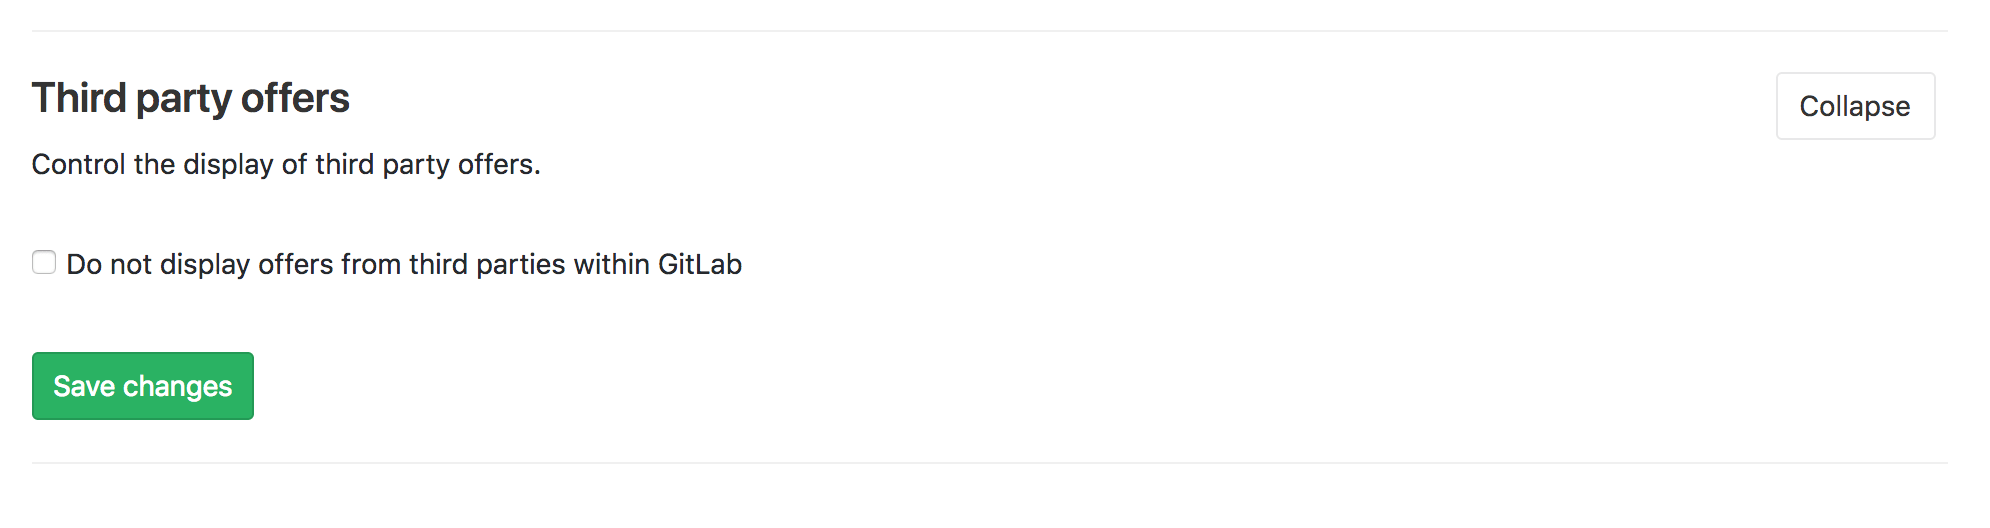 Third party offers
Collapse
Control the display of third party offers.
Do not display offers from third parties within GitLab
Save changes